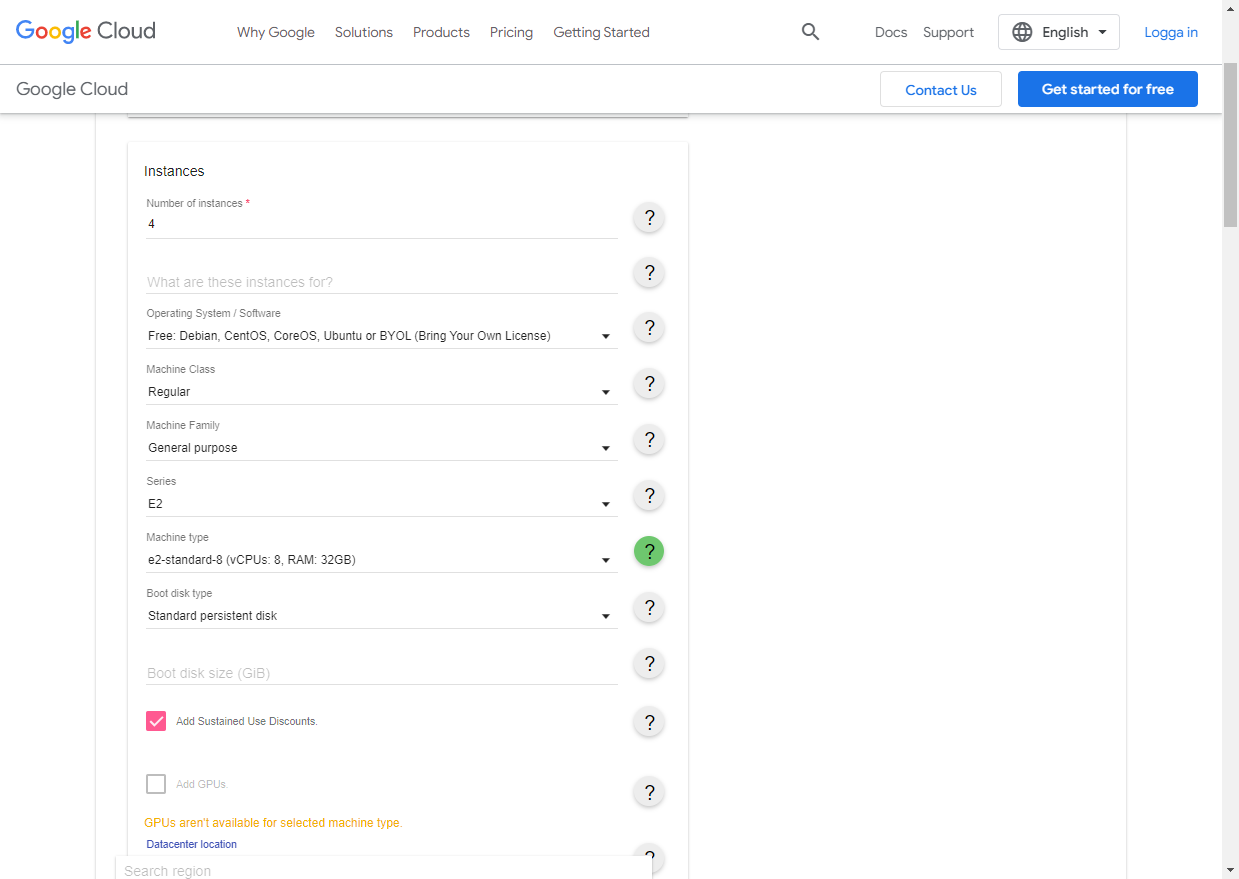 Google Cloud
Why Google Solutions Products Pricing Getting Started Docs Support English Logga in
Google Cloud Contact Us Get started for free
Instances
Number of instances *
4
?
What are these instances for?
?
Operating System / Software
Free: Debian, CentOS, CoreOS, Ubuntu or BYOL (Bring Your Own License)
?
Machine Class
Regular
?
Machine Family
General purpose
?
Series
E2
?
Machine type
e2-standard-8 (vCPUs: 8, RAM: 32GB)
?
Boot disk type
Standard persistent disk
?
Boot disk size (GiB)
?
Add Sustained Use Discounts.
?
Add GPUs.
?
GPUs aren't available for selected machine type.
Datacenter location
?
Search region